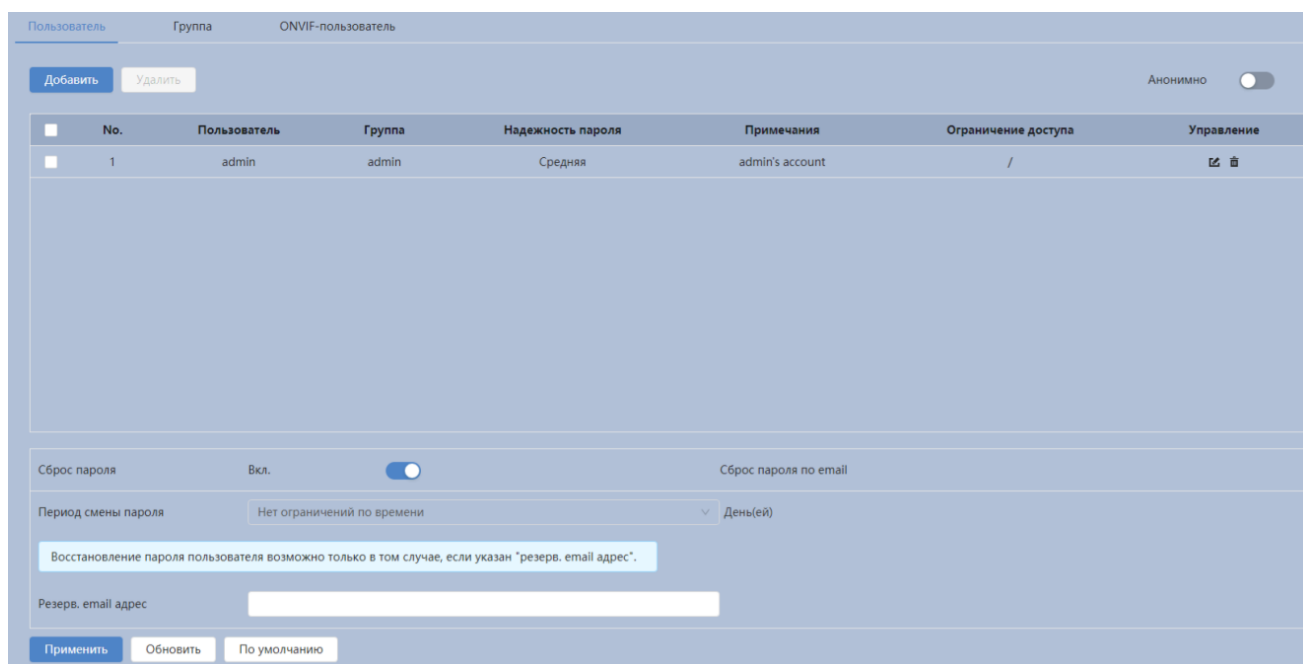 Пользователь Группа ONVIF-пользователь
Добавить Удалить Анонимно
No. Пользователь Группа Надежность пароля Примечания Ограничение доступа Управление
1 admin admin Средняя admin's account /
Сброс пароля Вкл. Сброс пароля по email
Период смены пароля Нет ограничений по времени День(ей)
Восстановление пароля пользователя возможно только в том случае, если указан "резерв. email адрес".
Резерв. email адрес
Применить Обновить По умолчанию